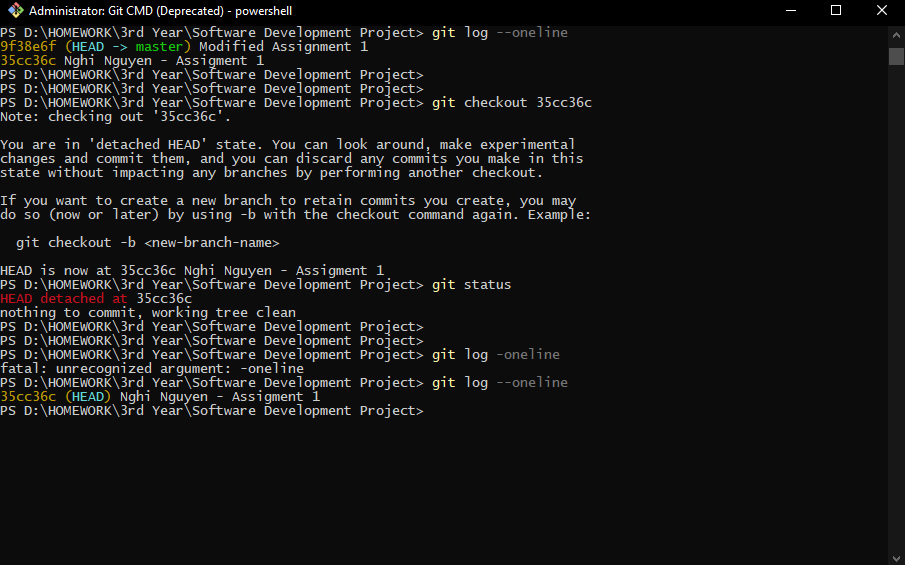 Administrator: Git CMD (Deprecated) - powershell
PS D:\HOMEWORK\3rd Year\Software Development Project> git log --oneline
9f38e6f (HEAD -> master) Modified Assignment 1
35cc36c Nghi Nguyen - Assigment 1
PS D:\HOMEWORK\3rd Year\Software Development Project>
PS D:\HOMEWORK\3rd Year\Software Development Project>
PS D:\HOMEWORK\3rd Year\Software Development Project> git checkout 35cc36c
Note: checking out '35cc36c'.
You are in 'detached HEAD' state. You can look around, make experimental
changes and commit them, and you can discard any commits you make in this
state without impacting any branches by performing another checkout.
If you want to create a new branch to retain commits you create, you may
do so (now or later) by using -b with the checkout command again. Example:
git checkout -b <new-branch-name>
HEAD is now at 35cc36c Nghi Nguyen - Assigment 1
PS D:\HOMEWORK\3rd Year\Software Development Project> git status
HEAD detached at 35cc36c
nothing to commit, working tree clean
PS D:\HOMEWORK\3rd Year\Software Development Project>
PS D:\HOMEWORK\3rd Year\Software Development Project>
PS D:\HOMEWORK\3rd Year\Software Development Project> git log -oneline
fatal: unrecognized argument: -oneline
PS D:\HOMEWORK\3rd Year\Software Development Project> git log --oneline
35cc36c (HEAD) Nghi Nguyen - Assigment 1
PS D:\HOMEWORK\3rd Year\Software Development Project>